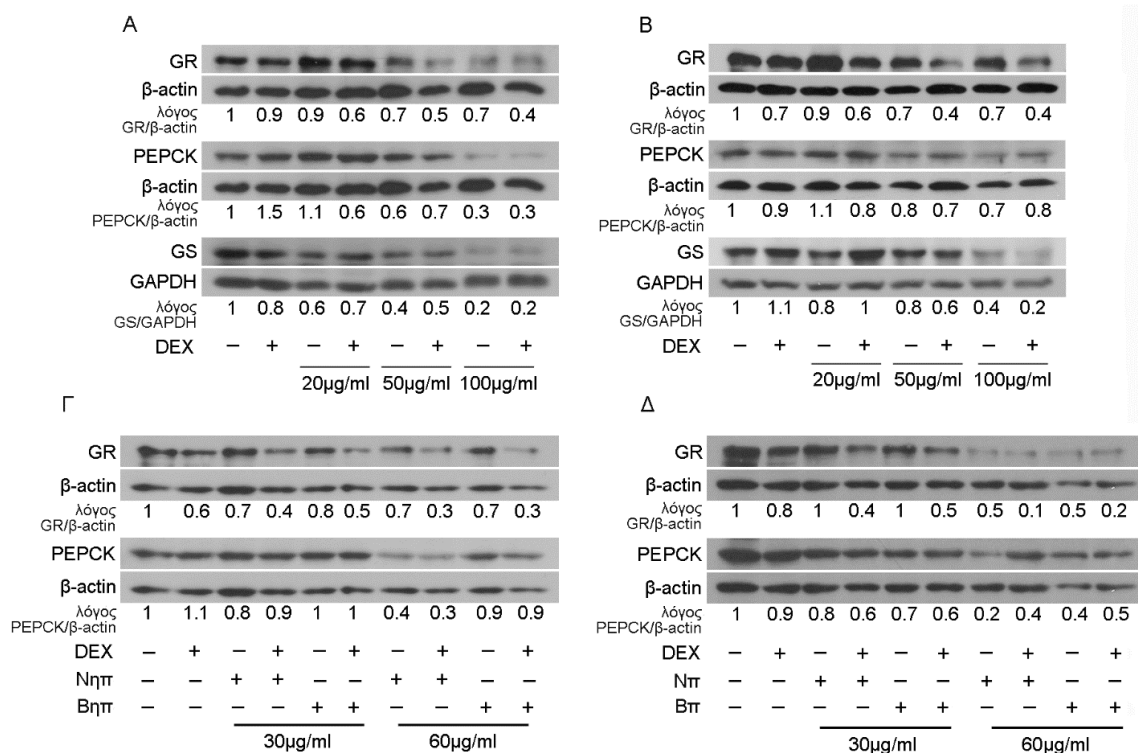 A
GR
β-actin
λόγος GR/β-actin 1 0.9 0.9 0.6 0.7 0.5 0.7 0.4
PEPCK
β-actin
λόγος PEPCK/β-actin 1 1.5 1.1 0.6 0.6 0.7 0.3 0.3
GS
GAPDH
λόγος GS/GAPDH 1 0.8 0.6 0.7 0.4 0.5 0.2 0.2
DEX – + – + – + – +
20μg/ml 50μg/ml 100μg/ml
B
GR
β-actin
λόγος GR/β-actin 1 0.7 0.9 0.6 0.7 0.4 0.7 0.4
PEPCK
β-actin
λόγος PEPCK/β-actin 1 0.9 1.1 0.8 0.8 0.7 0.7 0.8
GS
GAPDH
λόγος GS/GAPDH 1 1.1 0.8 1 0.8 0.6 0.4 0.2
DEX – + – + – + – +
20μg/ml 50μg/ml 100μg/ml
Γ
GR
β-actin
λόγος GR/β-actin 1 0.6 0.7 0.4 0.8 0.5 0.7 0.3 0.7 0.3
PEPCK
β-actin
λόγος PEPCK/β-actin 1 1.1 0.8 0.9 1 1 0.4 0.3 0.9 0.9
DEX – + – + – + – + – +
Νηπ – – + + – – + + – –
Βηπ – – – – + + – – + +
30μg/ml 60μg/ml
Δ
GR
β-actin
λόγος GR/β-actin 1 0.8 1 0.4 1 0.5 0.5 0.1 0.5 0.2
PEPCK
β-actin
λόγος PEPCK/β-actin 1 0.9 0.8 0.6 0.7 0.6 0.2 0.4 0.4 0.5
DEX – + – + – + – + – +
Νπ – – + + – – + + – –
Βπ – – – – + + – – + +
30μg/ml 60μg/ml